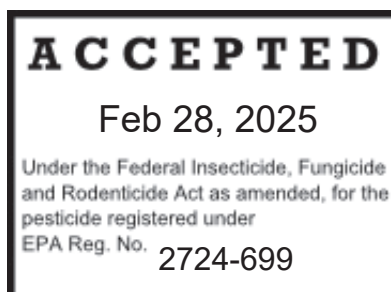 ACCEPTED
Feb 28, 2025
Under the Federal Insecticide, Fungicide
and Rodenticide Act as amended, for the
pesticide registered under
EPA Reg. No. 2724-699